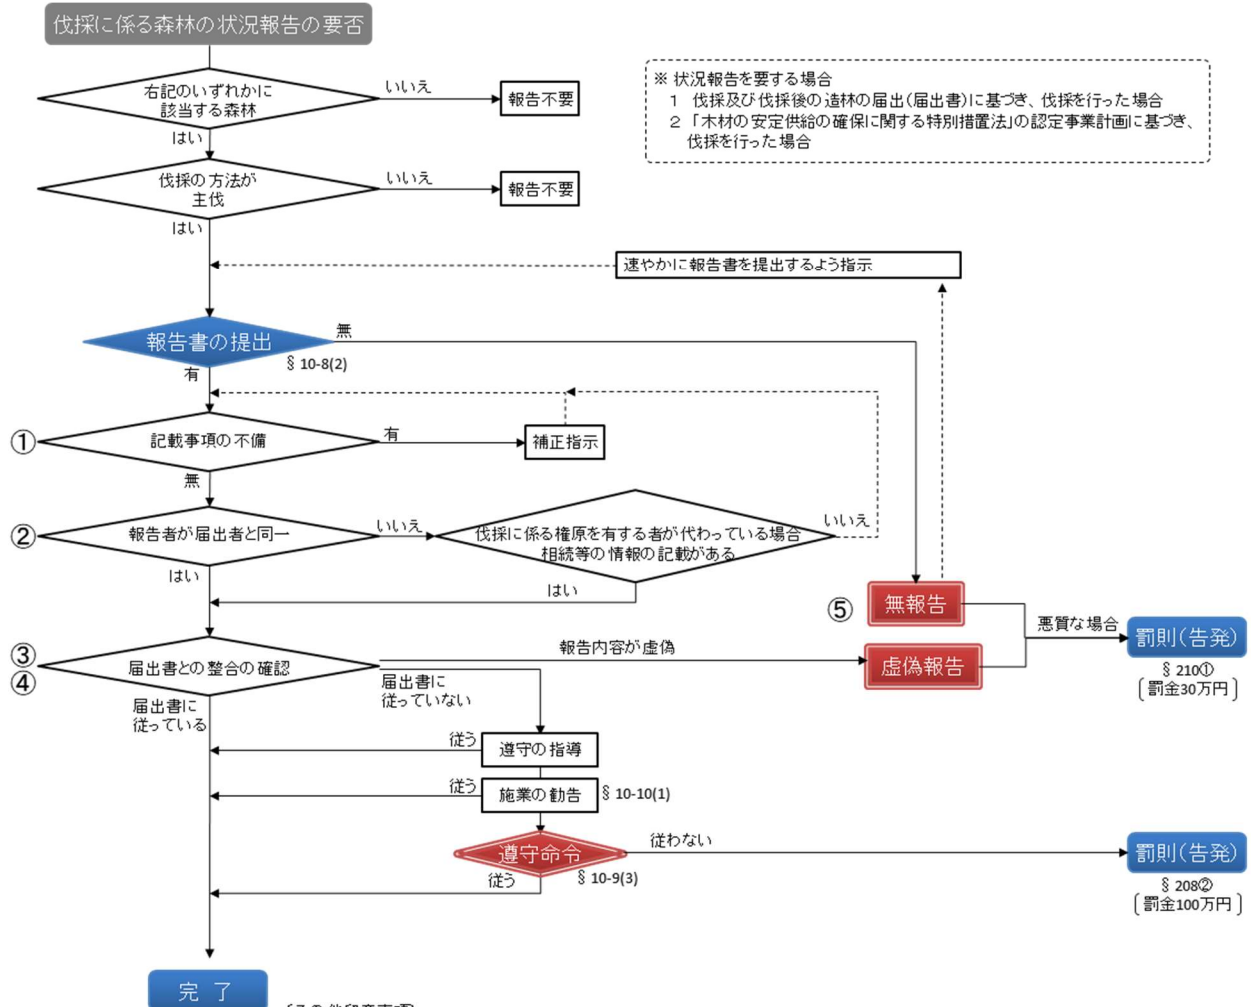 伐採に係る森林の状況報告の要否
右記のいずれかに
該当する森林
いいえ
報告不要
はい
※ 状況報告を要する場合
1 伐採及び伐採後の造林の届出(届出書)に基づき、伐採を行った場合
2 「木材の安定供給の確保に関する特別措置法」の認定事業計画に基づき、
伐採を行った場合
伐採の方法が
主伐
いいえ
報告不要
はい
速やかに報告書を提出するよう指示
報告書の提出
無
§ 10-8(2)
有
①
記載事項の不備
有
補正指示
無
②
報告者が届出者と同一
いいえ
伐採に係る権原を有する者が代わっている場合
相続等の情報の記載がある
いいえ
はい
はい
⑤
無報告
悪質な場合
罰則(告発)
§ 210①
〔罰金30万円〕
③
④
届出書との整合の確認
報告内容が虚偽
虚偽報告
届出書に
従っていない
届出書に
従っている
従う
遵守の指導
従う
施業の勧告
§ 10-10(1)
遵守命令
従わない
§ 10-9(3)
従う
罰則(告発)
§ 208②
〔罰金100万円〕
完 了